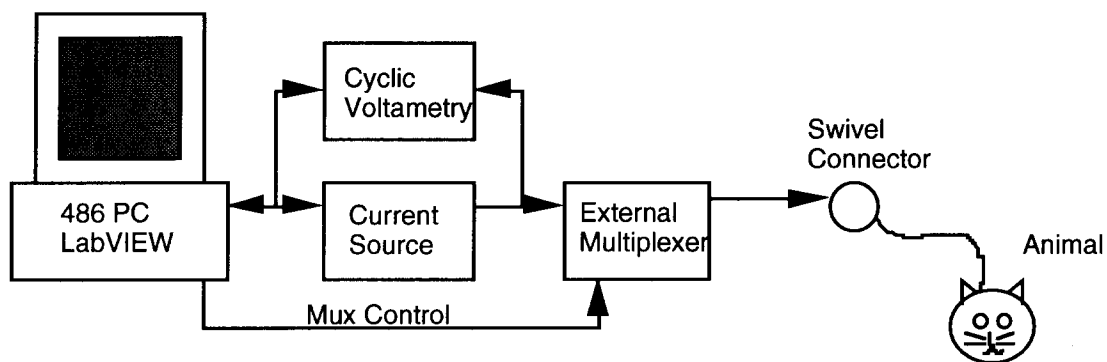 Cyclic
Voltametry
Swivel
Connector
486 PC
LabVIEW
Current
Source
External
Multiplexer
Animal
Mux Control